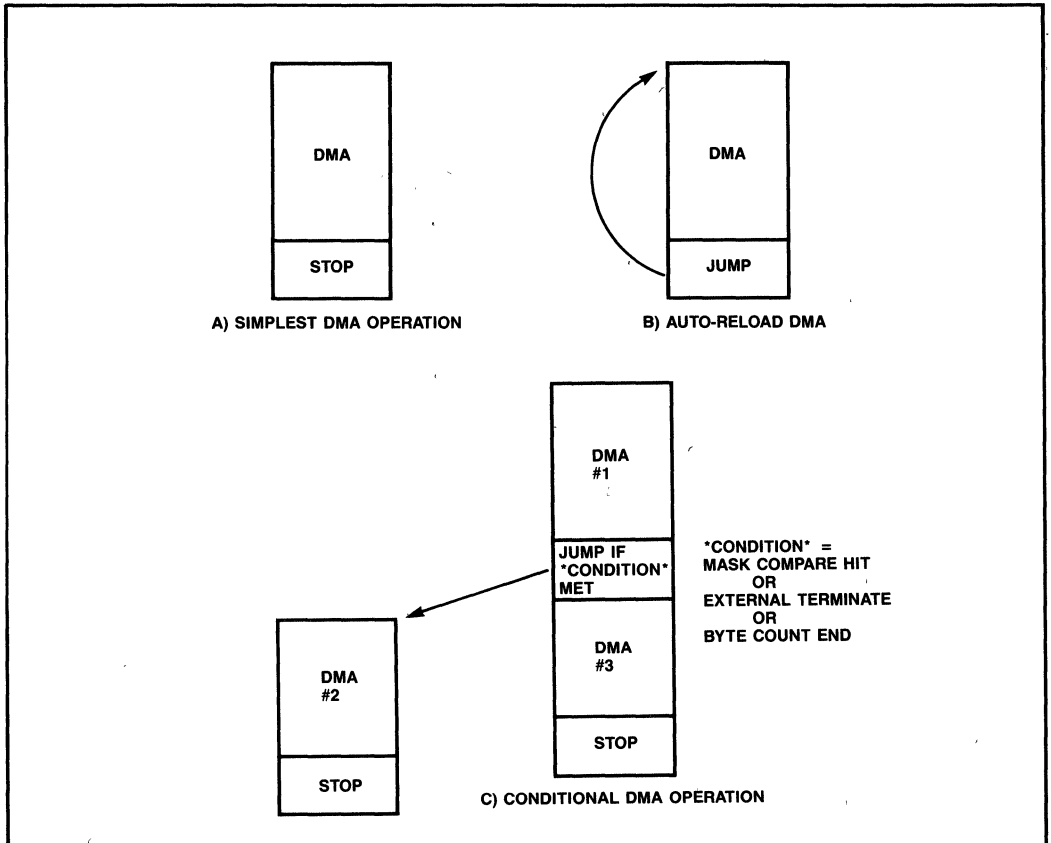 DMA
STOP
A) SIMPLEST DMA OPERATION
DMA
JUMP
B) AUTO-RELOAD DMA
DMA
#1
JUMP IF
*CONDITION*
MET
DMA
#3
STOP
*CONDITION* =
MASK COMPARE HIT
OR
EXTERNAL TERMINATE
OR
BYTE COUNT END
DMA
#2
STOP
C) CONDITIONAL DMA OPERATION